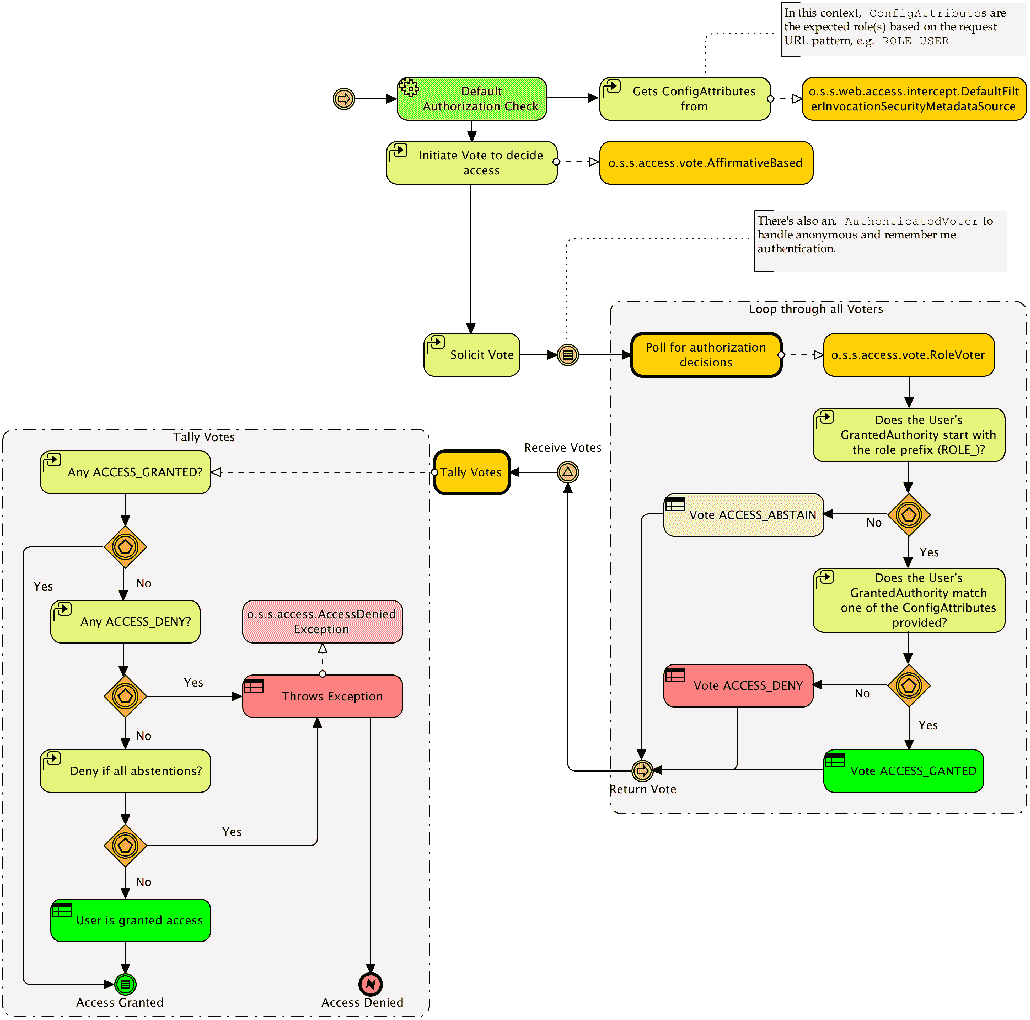 In this context, ConfigAttributes are
the expected role(s) based on the request
URL pattern, e.g. ROLE_USER
Default
Authorization Check
Gets ConfigAttributes
from
o.s.s.web.access.intercept.DefaultFilt
erInvocationSecurityMetadataSource
Initiate Vote to decide
access
o.s.s.access.vote.AffirmativeBased
There's also an AuthenticatedVoter to
handle anonymous and remember me
authentication.
Loop through all Voters
Solicit Vote
Poll for authorization
decisions
o.s.s.access.vote.RoleVoter
Does the User's
GrantedAuthority start with
the role prefix (ROLE_)?
Vote ACCESS_ABSTAIN
No
Yes
Does the User's
GrantedAuthority match
one of the ConfigAttributes
provided?
Vote ACCESS_DENY
No
Yes
Vote ACCESS_GANTED
Return Vote
Receive Votes
Tally Votes
Tally Votes
Any ACCESS_GRANTED?
Yes
No
Any ACCESS_DENY?
o.s.s.access.AccessDenied
Exception
Yes
Throws Exception
No
Deny if all abstentions?
Yes
No
User is granted access
Access Granted
Access Denied